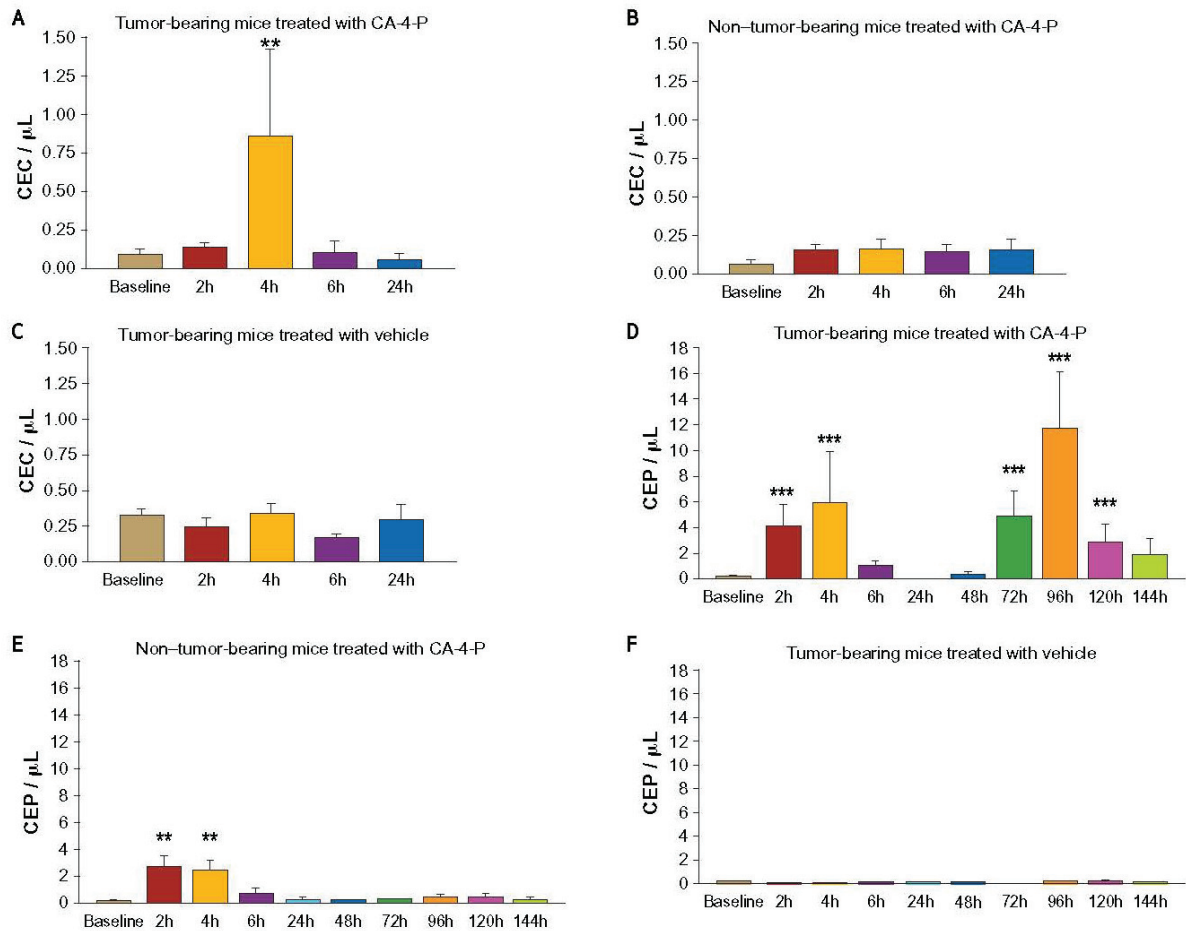 A
Tumor-bearing mice treated with CA-4-P
**
1.50
1.25
1.00
0.75
0.50
0.25
0.00
CEC / μL
Baseline 2h 4h 6h 24h
B
Non–tumor-bearing mice treated with CA-4-P
1.50
1.25
1.00
0.75
0.50
0.25
0.00
CEC / μL
Baseline 2h 4h 6h 24h
C
Tumor-bearing mice treated with vehicle
1.50
1.25
1.00
0.75
0.50
0.25
0.00
CEC / μL
Baseline 2h 4h 6h 24h
D
Tumor-bearing mice treated with CA-4-P
18
16
14
12
10
8
6
4
2
0
CEP / μL
*** *** *** *** ***
Baseline 2h 4h 6h 24h 48h 72h 96h 120h 144h
E
Non–tumor-bearing mice treated with CA-4-P
18
16
14
12
10
8
6
4
2
0
CEP / μL
** **
Baseline 2h 4h 6h 24h 48h 72h 96h 120h 144h
F
Tumor-bearing mice treated with vehicle
18
16
14
12
10
8
6
4
2
0
CEP / μL
Baseline 2h 4h 6h 24h 48h 72h 96h 120h 144h